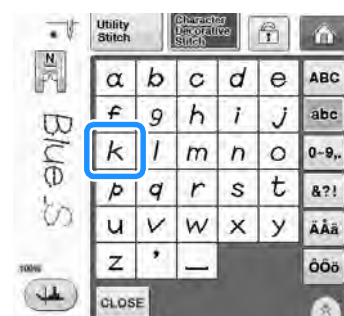 Utility Stitch
Character Decorative Stitch
N
Blue S
100%
a b c d e ABC
f g h i j abc
k l m n o 0-9,.
p q r s t &?!
u v w x y ÄÅä
z ' _ ÔÖö
CLOSE